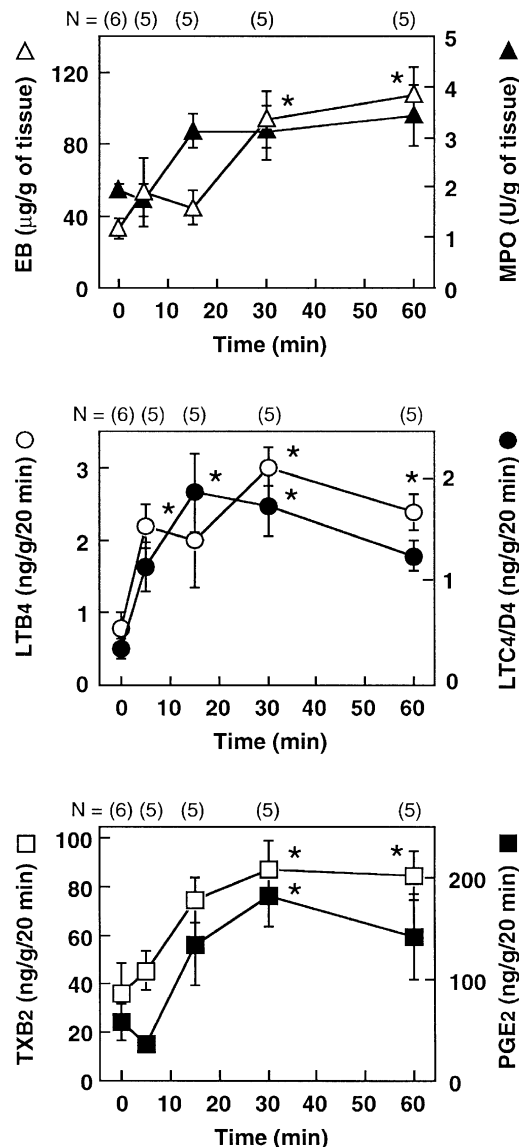 N = (6) (5) (5) (5) (5)
EB (µg/g of tissue)
120
80
40
0
5
4
3
2
1
0
MPO (U/g of tissue)
* *
0 10 20 30 40 50 60
Time (min)
N = (6) (5) (5) (5) (5)
LTB4 (ng/g/20 min)
3
2
1
0
2
1
0
LTC4/D4 (ng/g/20 min)
* * * * *
0 10 20 30 40 50 60
Time (min)
N = (6) (5) (5) (5) (5)
TXB2 (ng/g/20 min)
100
80
60
40
20
0
200
100
0
PGE2 (ng/g/20 min)
* * *
0 10 20 30 40 50 60
Time (min)